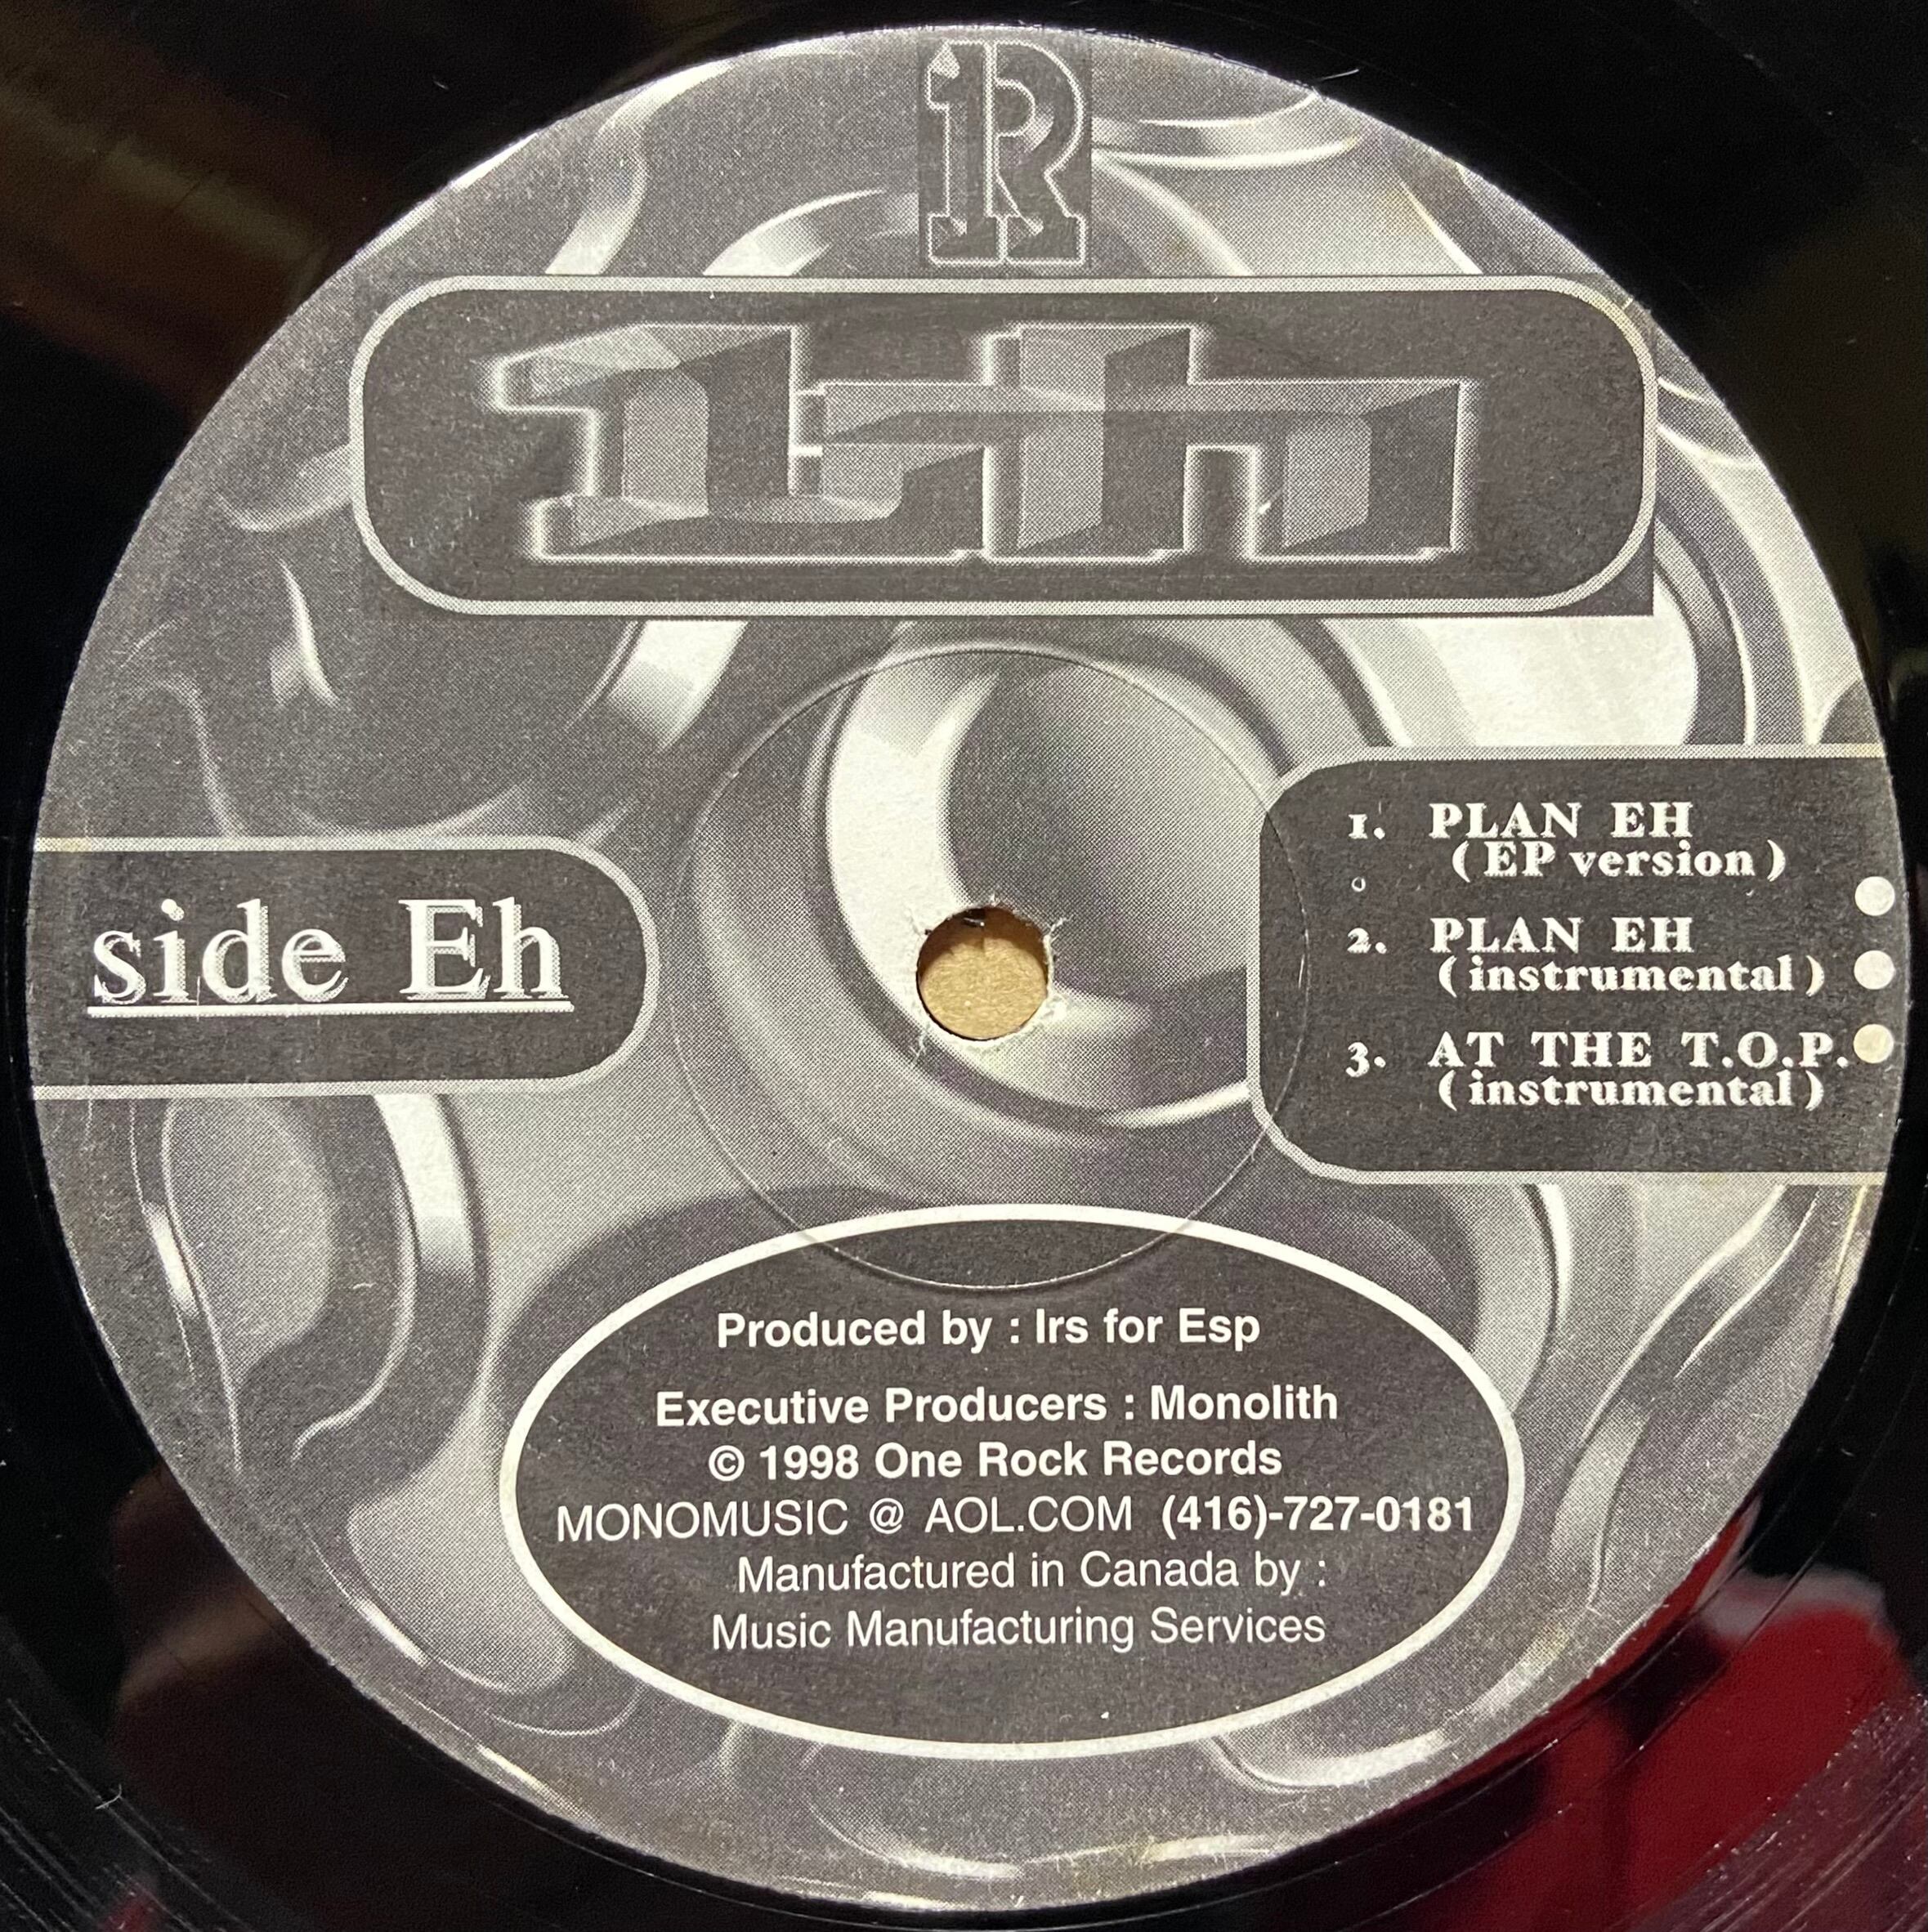 1R
side Eh
1. PLAN EH
( EP version )
2. PLAN EH
( instrumental )
3. AT THE T.O.P.
( instrumental )
Produced by : Irs for Esp
Executive Producers : Monolith
© 1998 One Rock Records
MONOMUSIC @ AOL.COM (416)-727-0181
Manufactured in Canada by :
Music Manufacturing Services